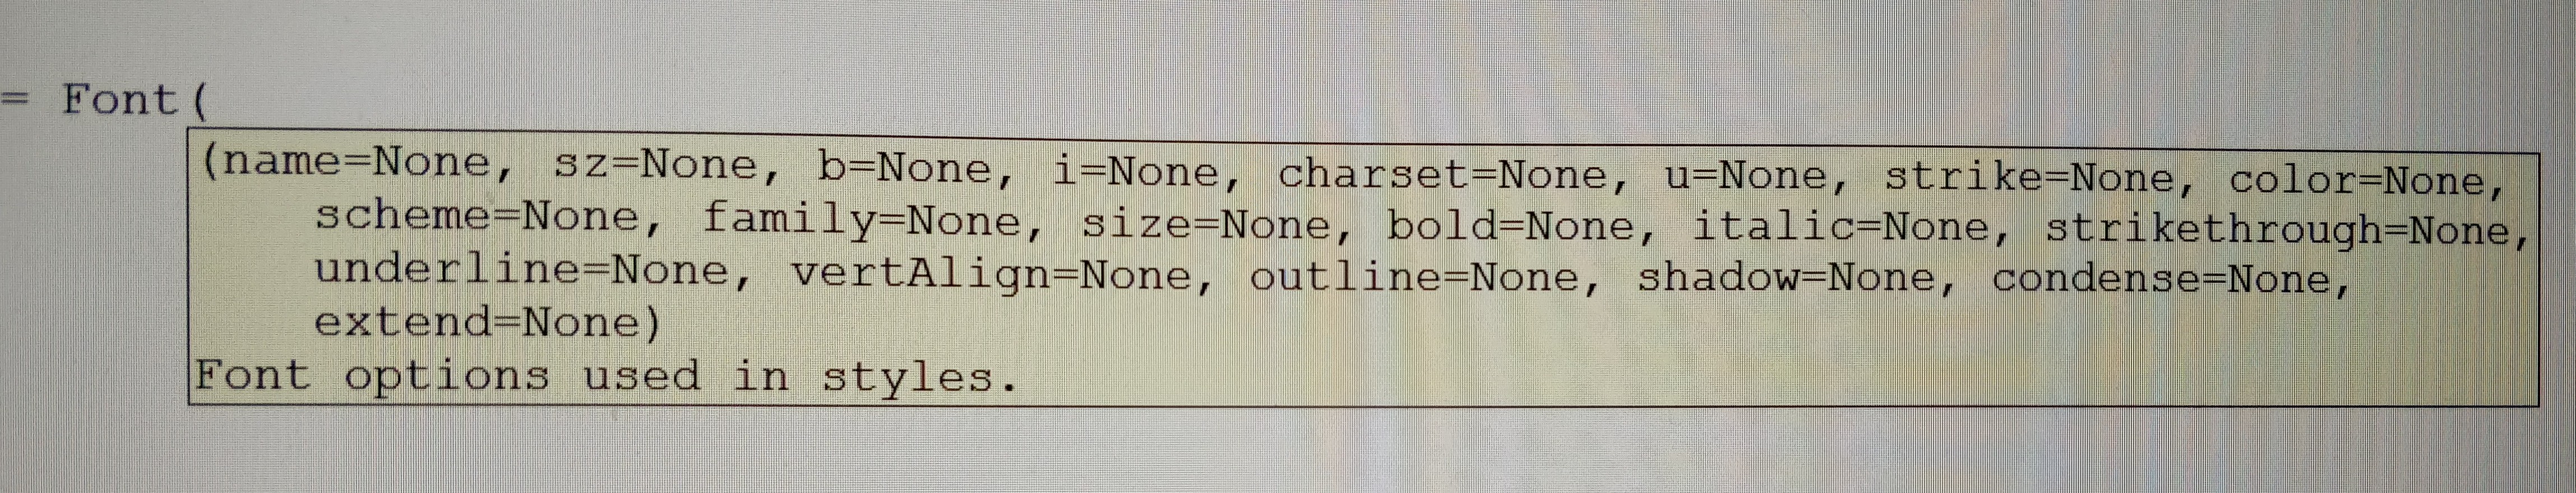 = Font(
(name=None, sz=None, b=None, i=None, charset=None, u=None, strike=None, color=None,
scheme=None, family=None, size=None, bold=None, italic=None, strikethrough=None,
underline=None, vertAlign=None, outline=None, shadow=None, condense=None,
extend=None)
Font options used in styles.